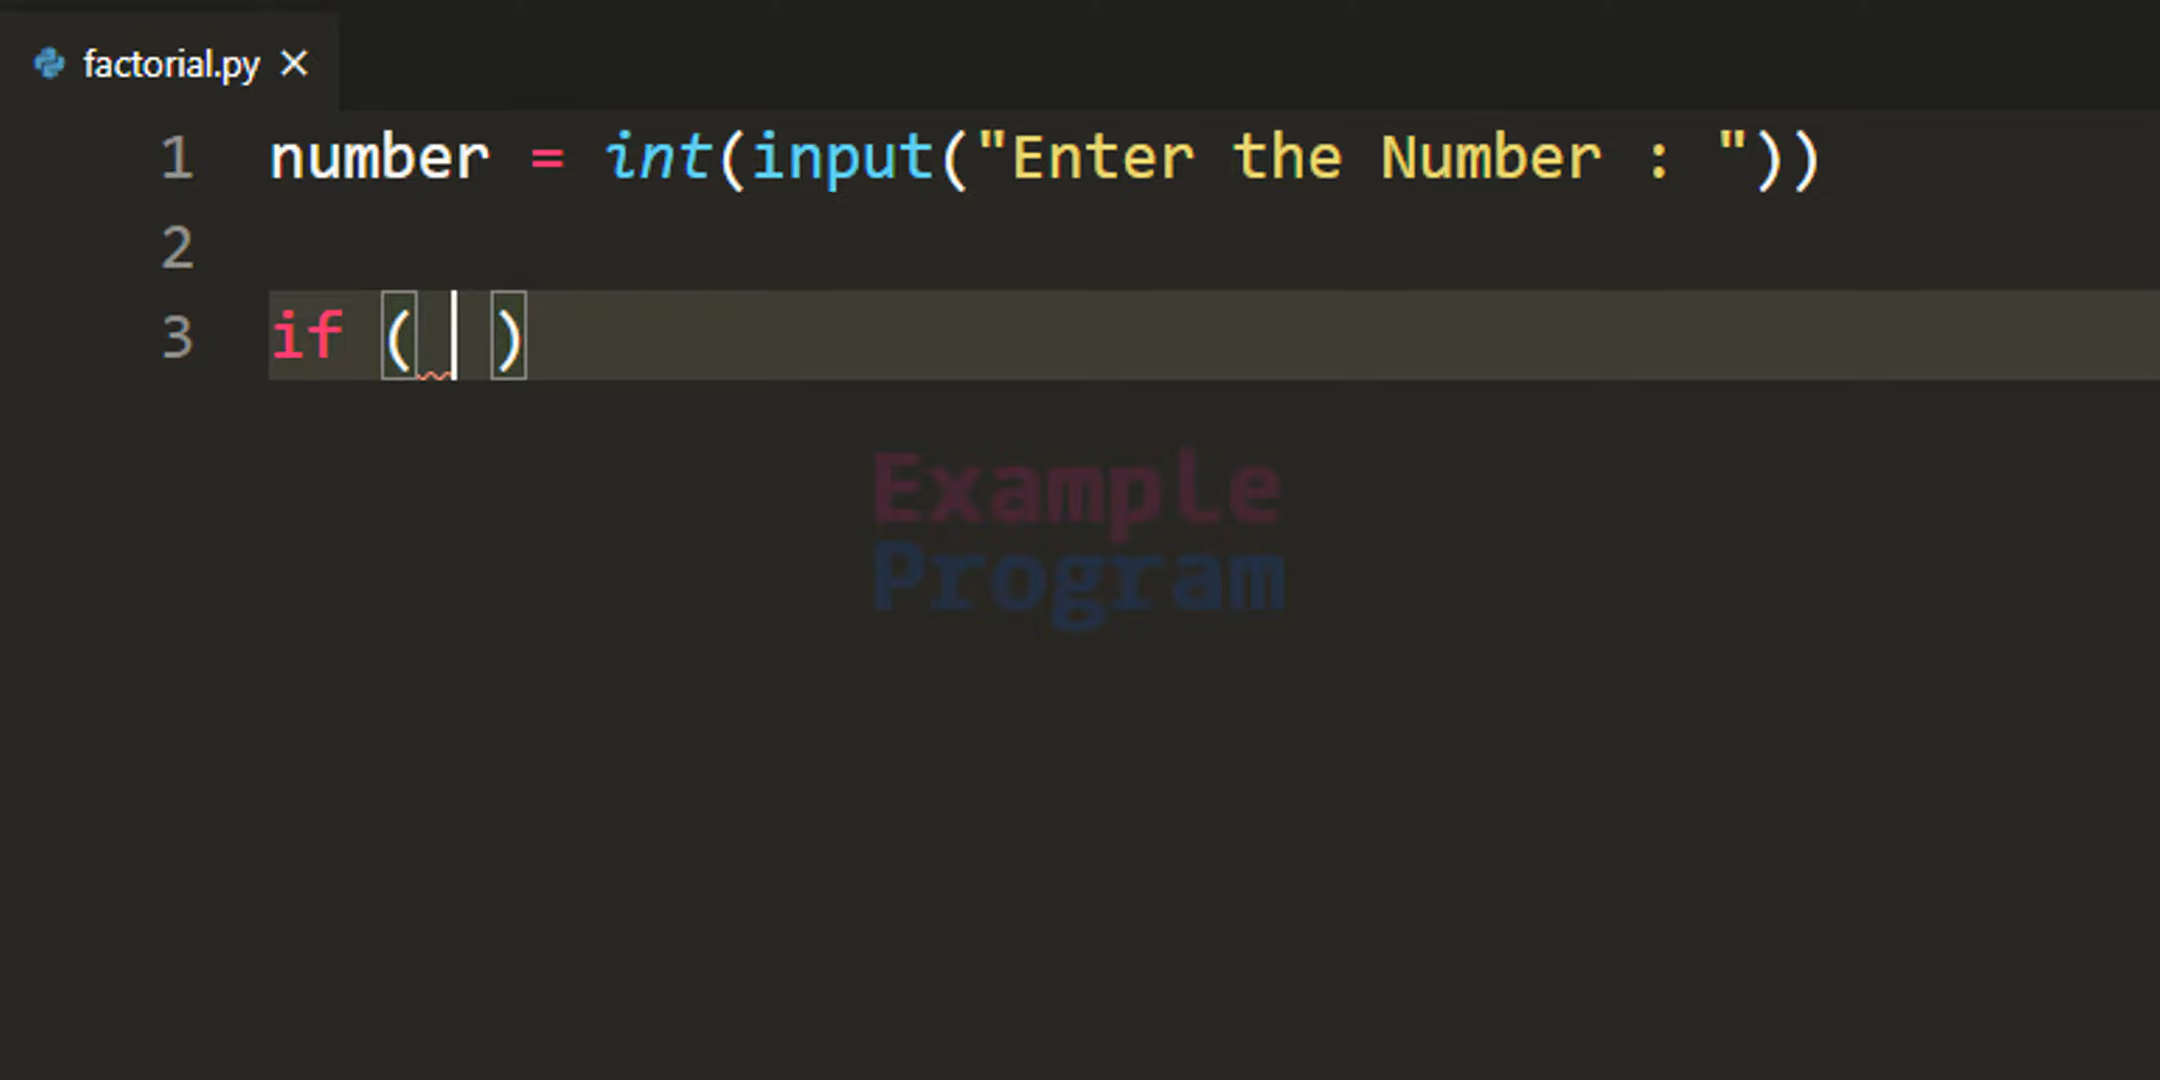 factorial.py
1 number = int(input("Enter the Number : "))
2
3 if (  )
Example
Program